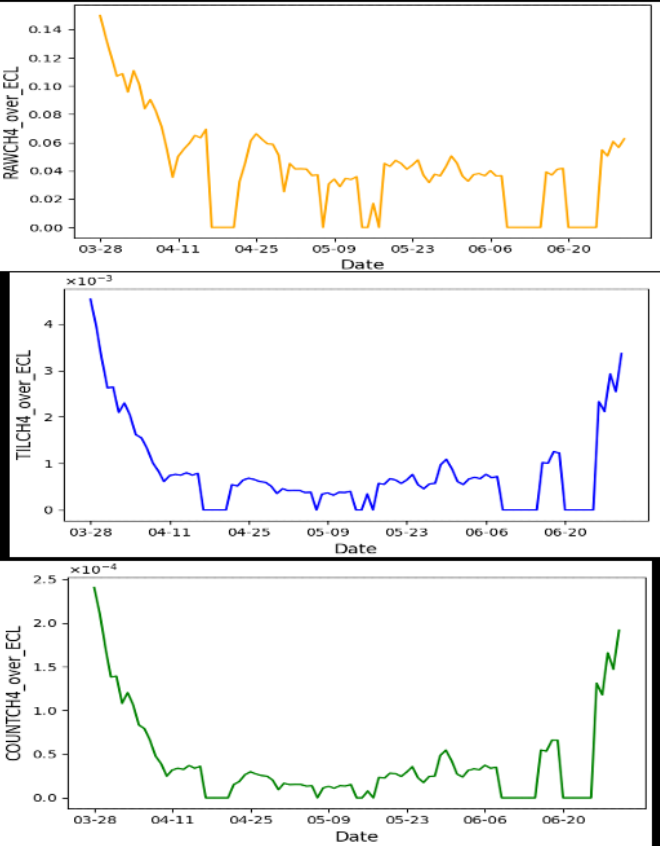 0.14
0.12
0.10
0.08
0.06
0.04
0.02
0.00
RAWCH4_over_ECL
03-28 04-11 04-25 05-09 05-23 06-06 06-20
Date
×10−3
4
3
2
1
0
TILCH4_over_ECL
03-28 04-11 04-25 05-09 05-23 06-06 06-20
Date
×10−4
2.5
2.0
1.5
1.0
0.5
0.0
COUNTCH4_over_ECL
03-28 04-11 04-25 05-09 05-23 06-06 06-20
Date